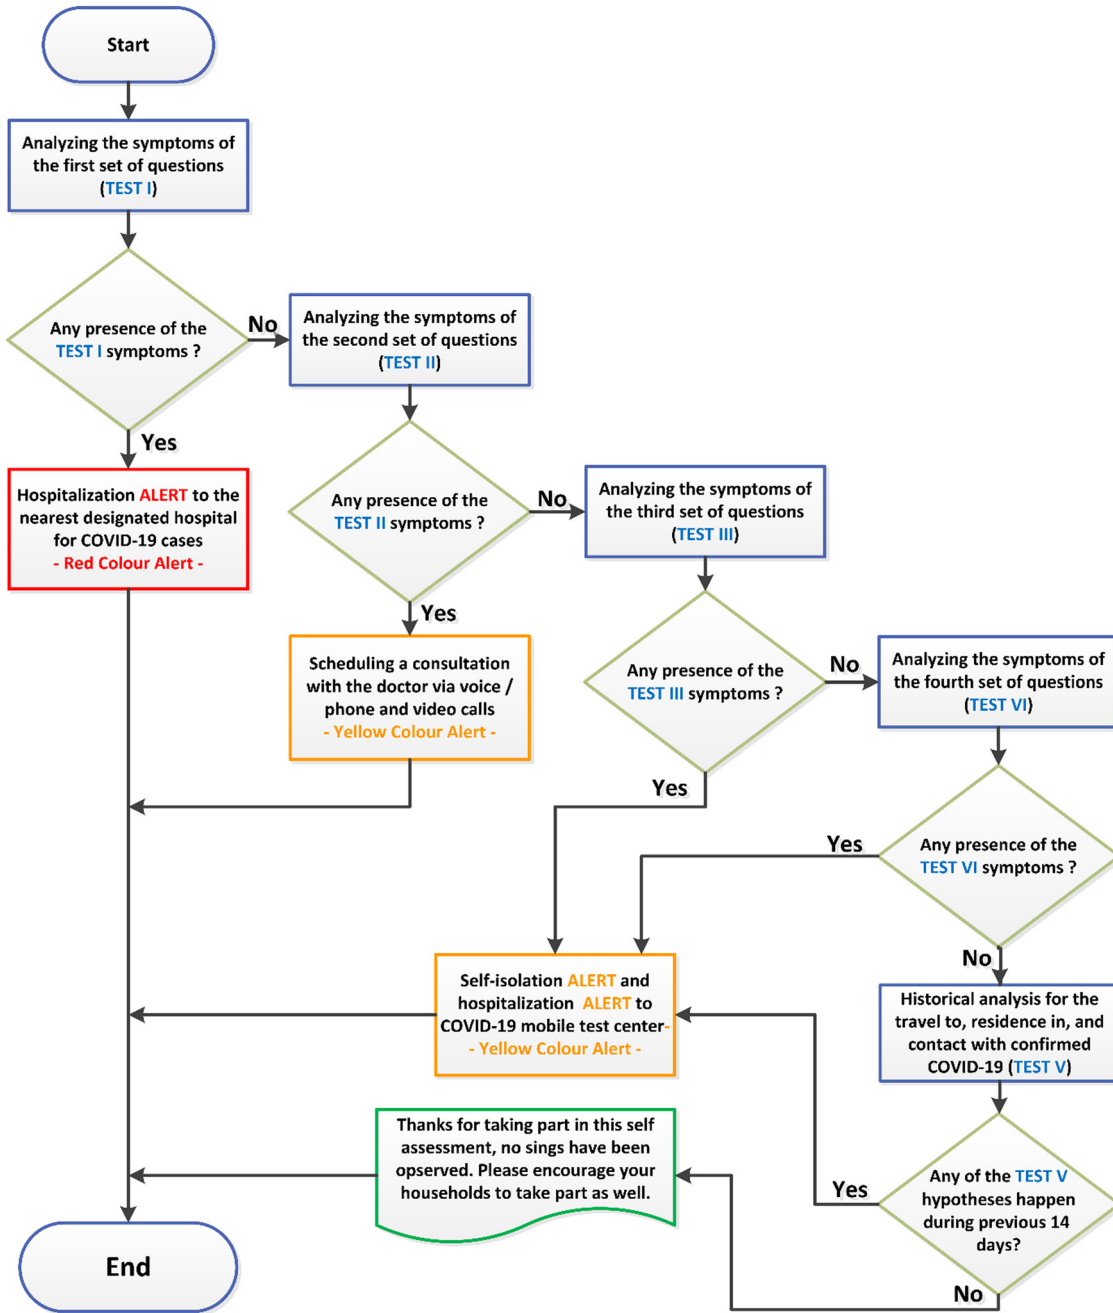 Start
Analyzing the symptoms of
the first set of questions
(TEST I)
Any presence of the
TEST I symptoms ?
No
Yes
Analyzing the symptoms of
the second set of questions
(TEST II)
Hospitalization ALERT to the
nearest designated hospital
for COVID-19 cases
- Red Colour Alert -
Any presence of the
TEST II symptoms ?
No
Yes
Analyzing the symptoms of
the third set of questions
(TEST III)
Scheduling a consultation
with the doctor via voice /
phone and video calls
- Yellow Colour Alert -
Any presence of the
TEST III symptoms ?
No
Yes
Analyzing the symptoms of
the fourth set of questions
(TEST VI)
Any presence of the
TEST VI symptoms ?
Yes
No
Self-isolation ALERT and
hospitalization ALERT to
COVID-19 mobile test center-
- Yellow Colour Alert -
Historical analysis for the
travel to, residence in, and
contact with confirmed
COVID-19 (TEST V)
Thanks for taking part in this self
assessment, no sings have been
opserved. Please encourage your
households to take part as well.
Any of the TEST V
hypotheses happen
during previous 14
days?
Yes
No
End